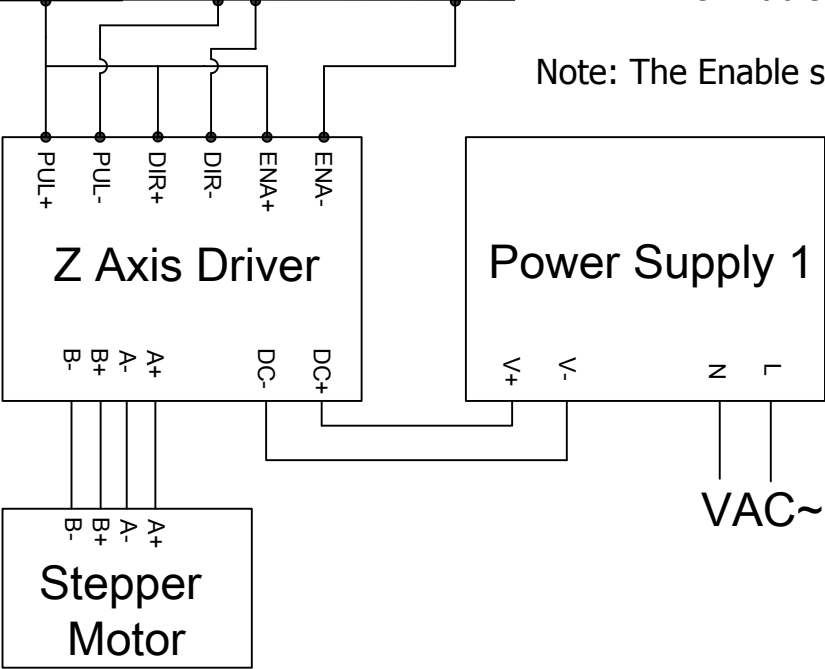 Note: The Enable s
PUL+
PUL-
DIR+
DIR-
ENA+
ENA-
Z Axis Driver
Power Supply 1
B-
B+
A-
A+
DC-
DC+
V+
V-
N
L
VAC~
B-
B+
A-
A+
Stepper
Motor